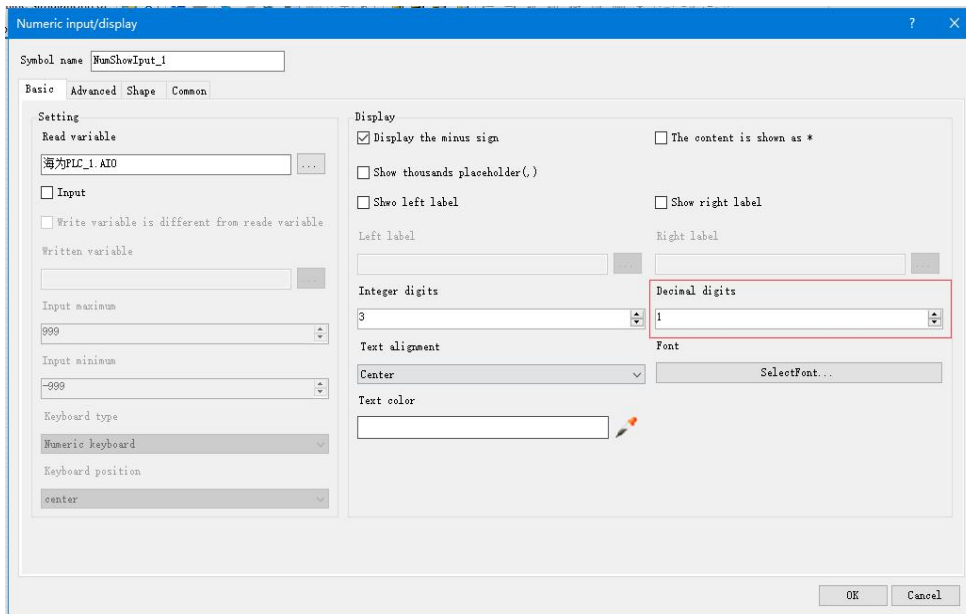 Numeric input/display
Symbol name NumShowIput_1
Basic Advanced Shape Common
Setting
Read variable
海为PLC_1.AI0
...
Input
Write variable is different from reade variable
Written variable
...
Input maximum
999
Input minimum
-999
Keyboard type
Numeric keyboard
Keyboard position
center
Display
Display the minus sign
The content is shown as *
Show thousands placeholder(,)
Shwo left label
Show right label
Left label
Right label
...
...
Integer digits
Decimal digits
3
1
Text alignment
Font
Center
SelectFont...
Text color
OK
Cancel